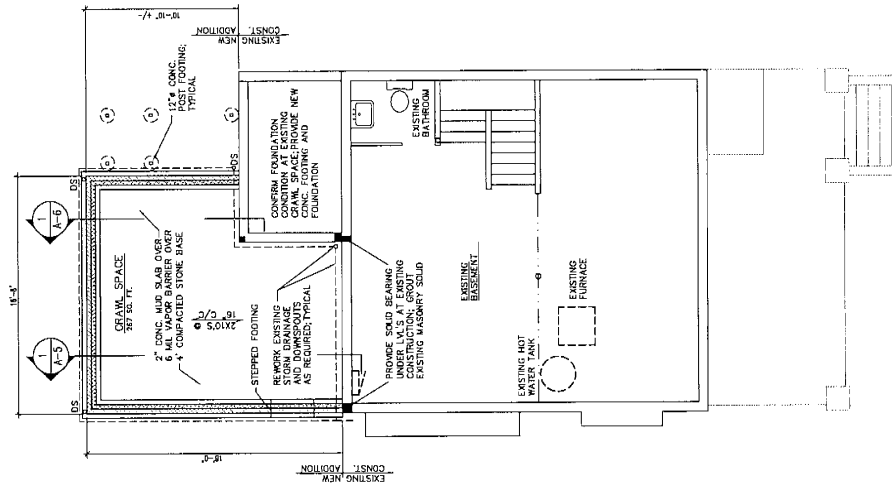 10'-10" +/-
EXISTING NEW
CONST. ADDITION
12"ø CONC.
POST FOOTING;
TYPICAL
DS
DS
1
A-6
CRAWL SPACE
267 SQ. FT.
2" CONC. MUD SLAB OVER
6 MIL VAPOR BARRIER OVER
4" COMPACTED STONE BASE
2X10'S @
16" C/C
CONFIRM FOUNDATION
CONDITION AT EXISTING
CRAWL SPACE; PROVIDE NEW
CONC. FOOTING AND
FOUNDATION
1
A-5
STEPPED FOOTING
REWORK EXISTING
STORM DRAINAGE
AND DOWNSPOUTS
AS REQUIRED; TYPICAL
DS
18'-0"
EXISTING NEW
CONST. ADDITION
PROVIDE SOLID BEARING
UNDER LVL'S AT EXISTING
CONSTRUCTION; GROUT
EXISTING MASONRY SOLID
EXISTING
BATHROOM
EXISTING
BASEMENT
EXISTING HOT
WATER TANK
EXISTING
FURNACE